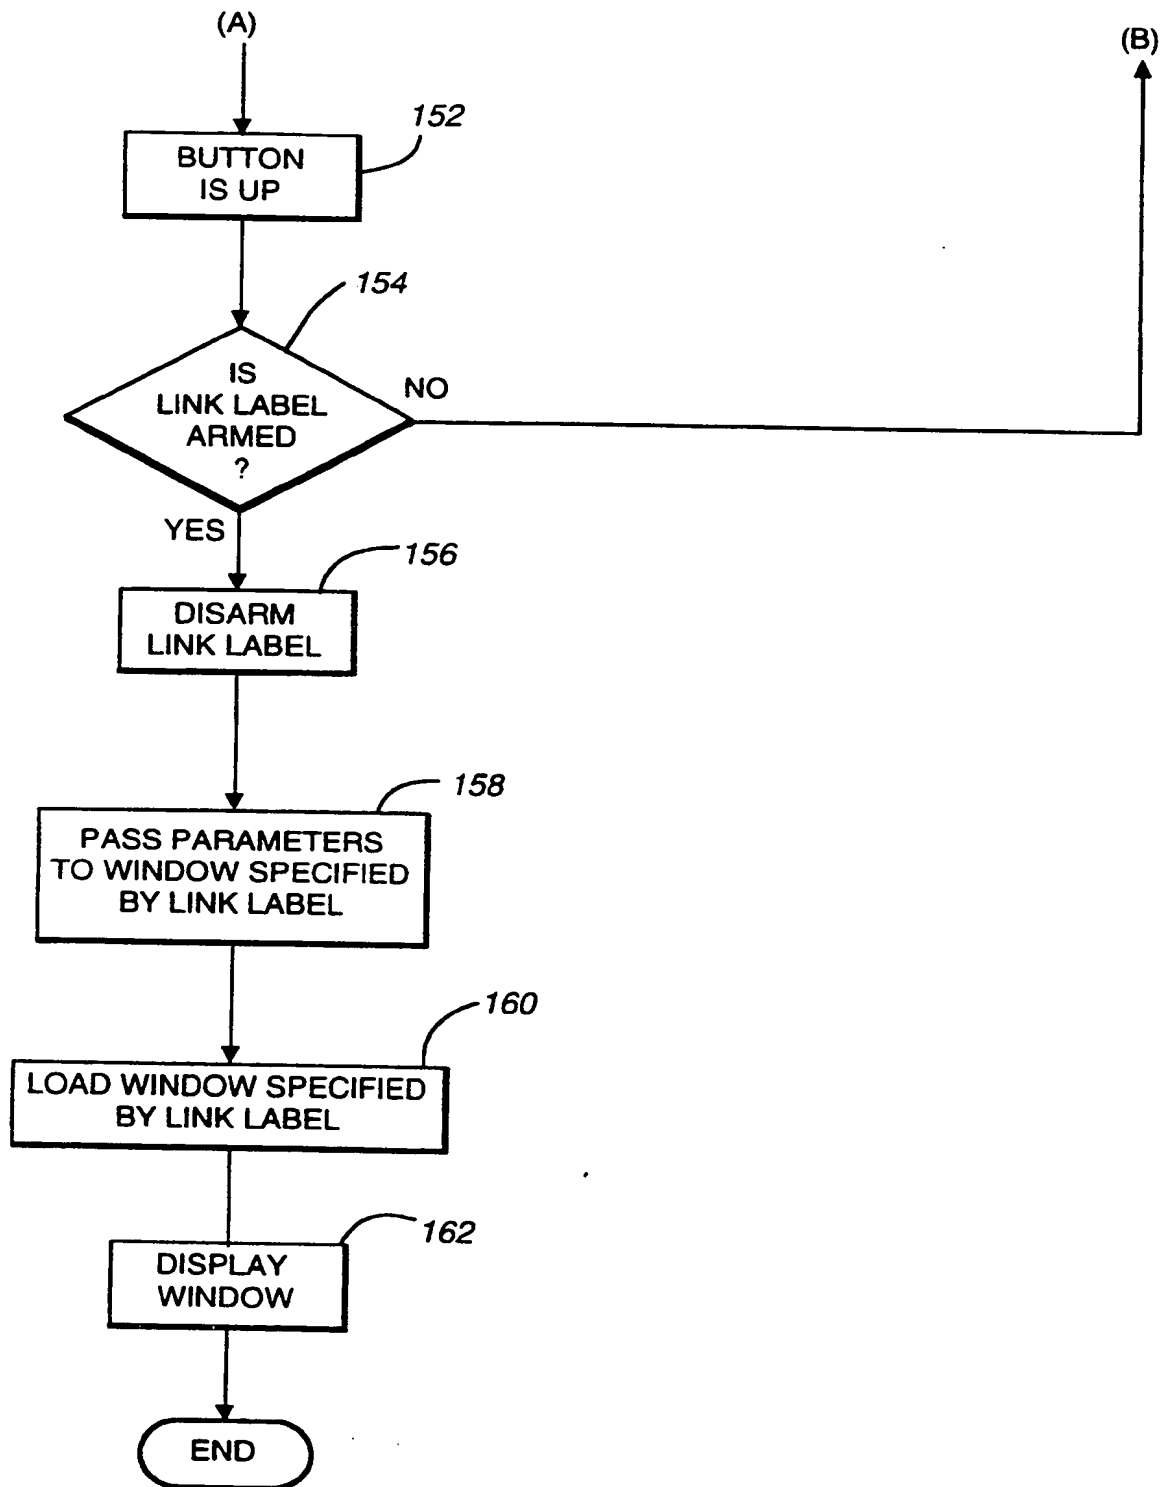 (A)
(B)
152
BUTTON
IS UP
154
IS
LINK LABEL
ARMED
?
NO
YES
156
DISARM
LINK LABEL
158
PASS PARAMETERS
TO WINDOW SPECIFIED
BY LINK LABEL
160
LOAD WINDOW SPECIFIED
BY LINK LABEL
162
DISPLAY
WINDOW
END